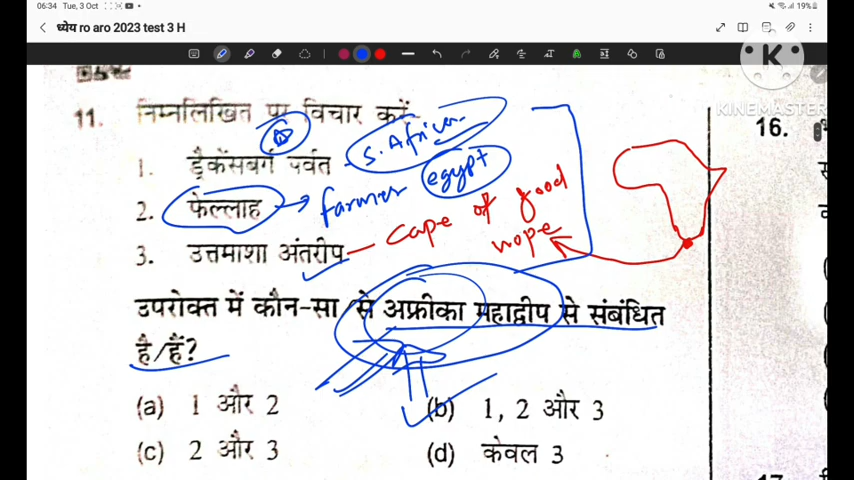 06:34 Tue, 3 Oct
19%
ध्येय ro aro 2023 test 3 H
K
KINEMASTER
11. निम्नलिखित पर विचार करें
1. ड्रैकेंसबर्ग पर्वत S. Africa
2. फेल्लाह farmer egypt
3. उत्तमाशा अंतरीप cape of good
hope
उपरोक्त में कौन-सा/से अफ्रीका महाद्वीप से संबंधित
है/हैं?
(a) 1 और 2
(b) 1, 2 और 3
(c) 2 और 3
(d) केवल 3
16.